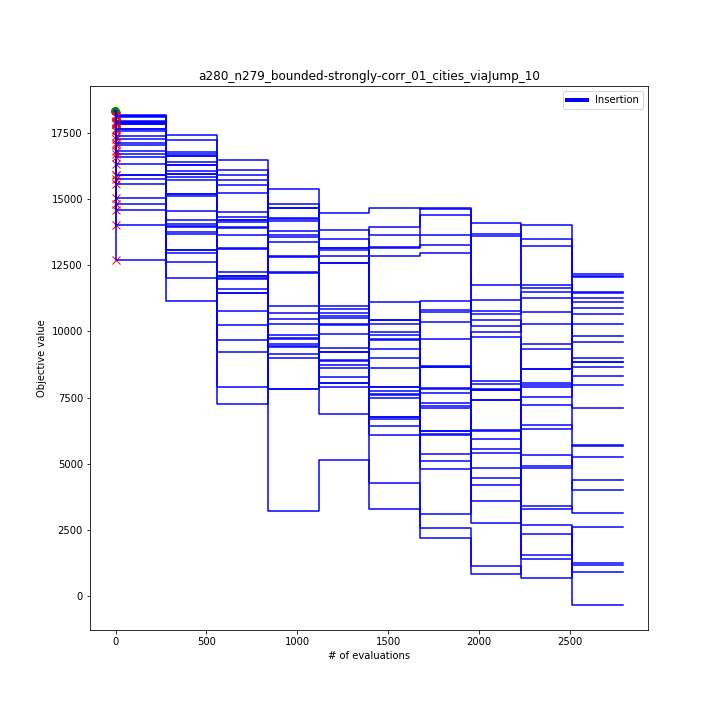 a280_n279_bounded-strongly-corr_01_cities_viaJump_10
Insertion
17500
15000
12500
10000
7500
5000
2500
0
Objective value
0 500 1000 1500 2000 2500
# of evaluations